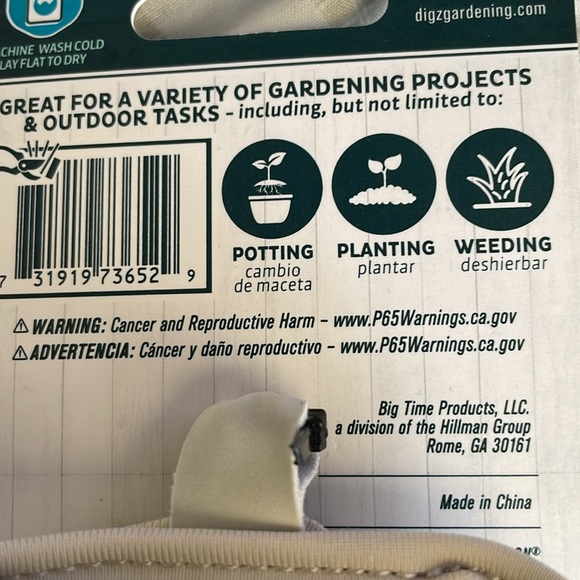 digzgardening.com
WASH COLD
LAY FLAT TO DRY
GREAT FOR A VARIETY OF GARDENING PROJECTS
& OUTDOOR TASKS - including, but not limited to:
7 31919 73652 9
POTTING
cambio
de maceta
PLANTING
plantar
WEEDING
deshierbar
⚠ WARNING: Cancer and Reproductive Harm – www.P65Warnings.ca.gov
⚠ ADVERTENCIA: Cáncer y daño reproductivo – www.P65Warnings.ca.gov
Big Time Products, LLC.
a division of the Hillman Group
Rome, GA 30161
Made in China